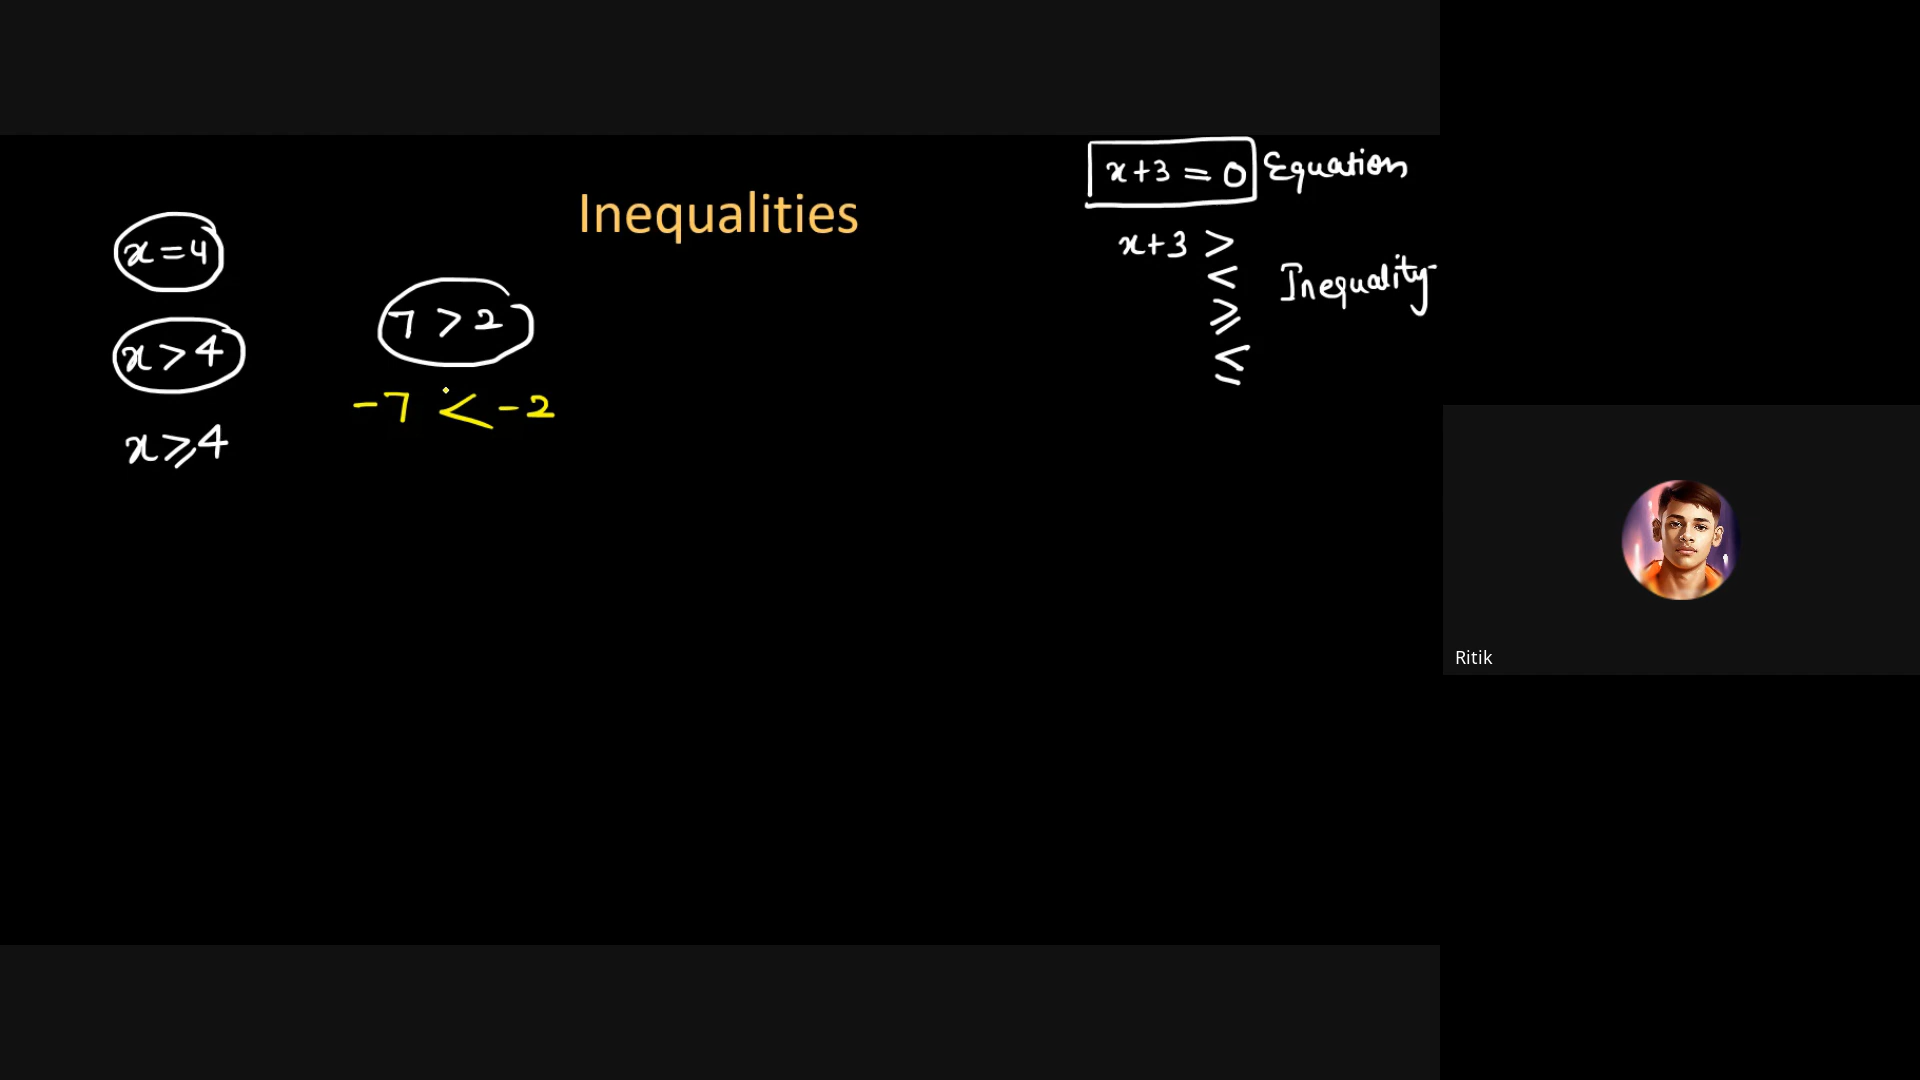 Inequalities
x = 4
x > 4
x ≥ 4
7 > 2
-7 < -2
x+3 = 0 Equation
x+3 >
<
≥
≤
Inequality
Ritik